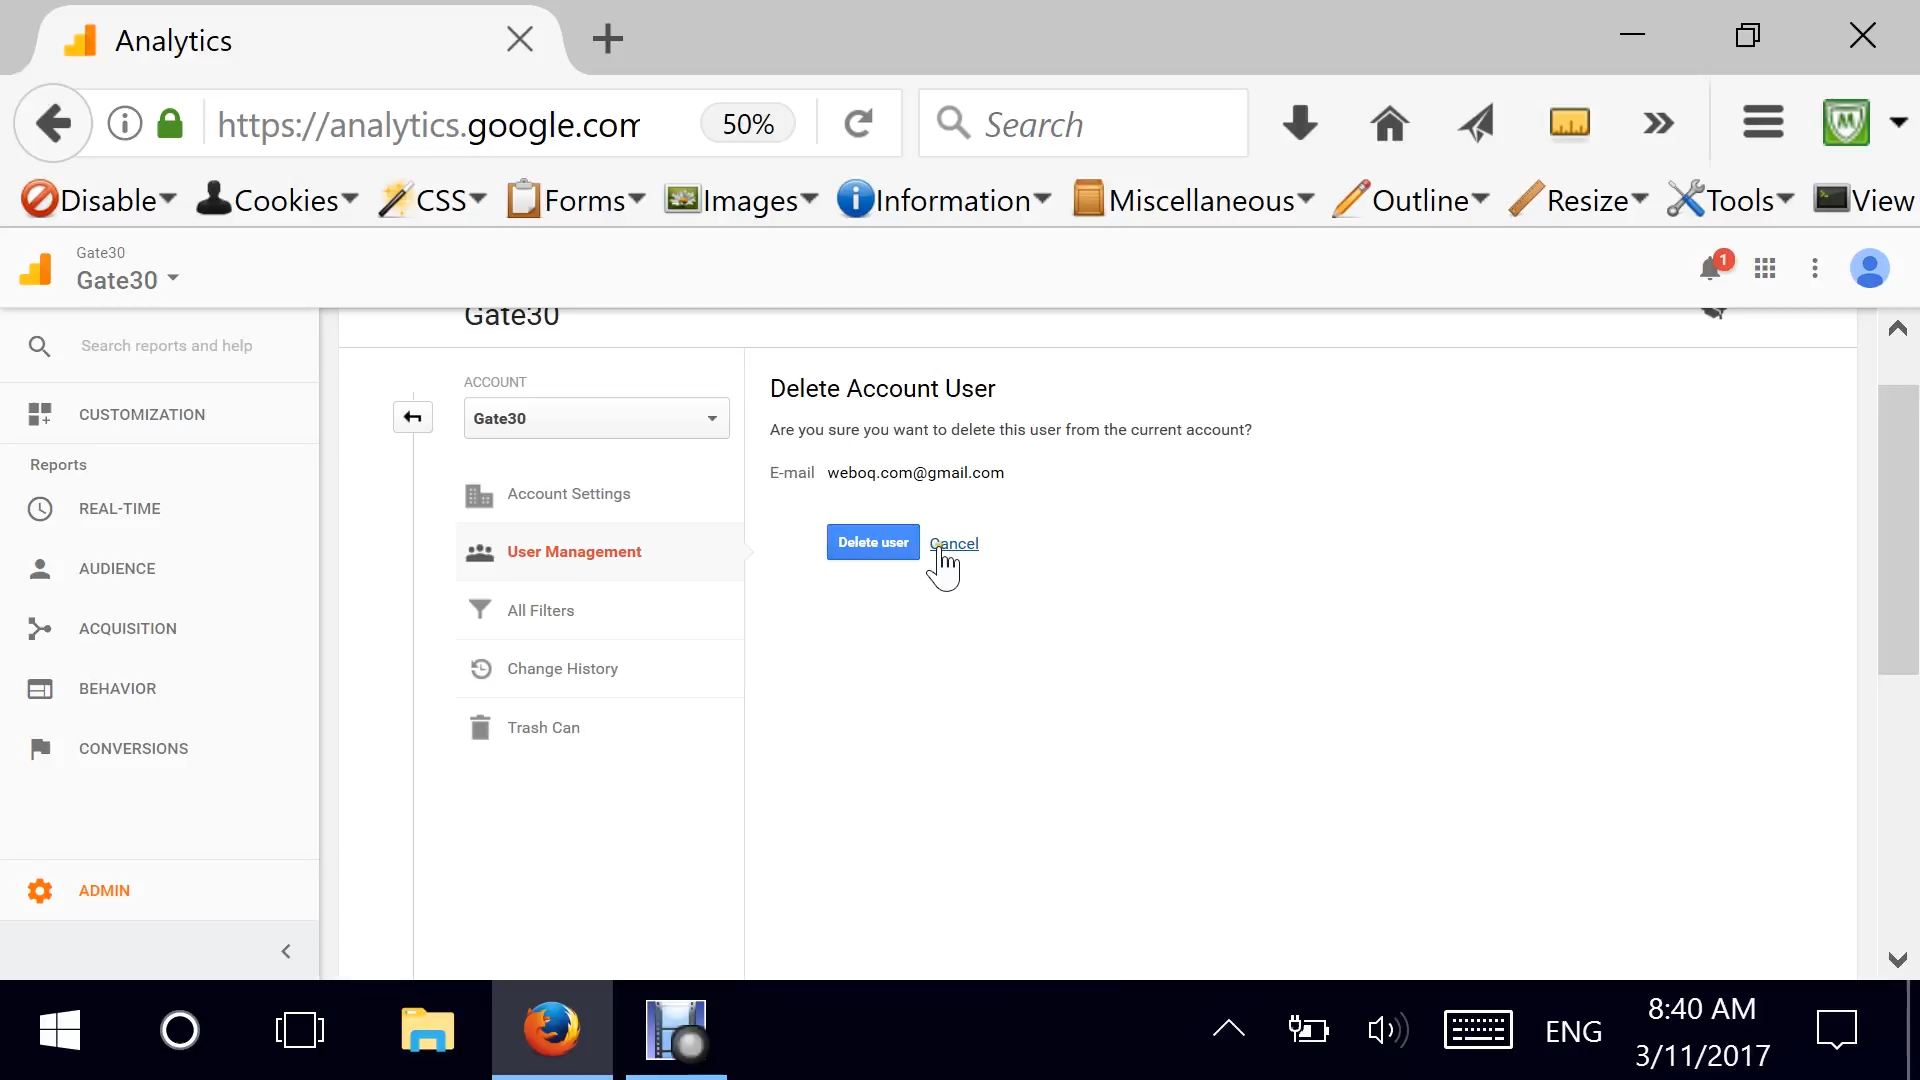 Analytics
https://analytics.google.com
50%
Search
Disable Cookies CSS Forms Images Information Miscellaneous Outline Resize Tools View
Gate30
Gate30
1
Gate30
Search reports and help
CUSTOMIZATION
Reports
REAL-TIME
AUDIENCE
ACQUISITION
BEHAVIOR
CONVERSIONS
ADMIN
ACCOUNT
Gate30
Account Settings
User Management
All Filters
Change History
Trash Can
Delete Account User
Are you sure you want to delete this user from the current account?
E-mail weboq.com@gmail.com
Delete user Cancel
ENG
8:40 AM
3/11/2017